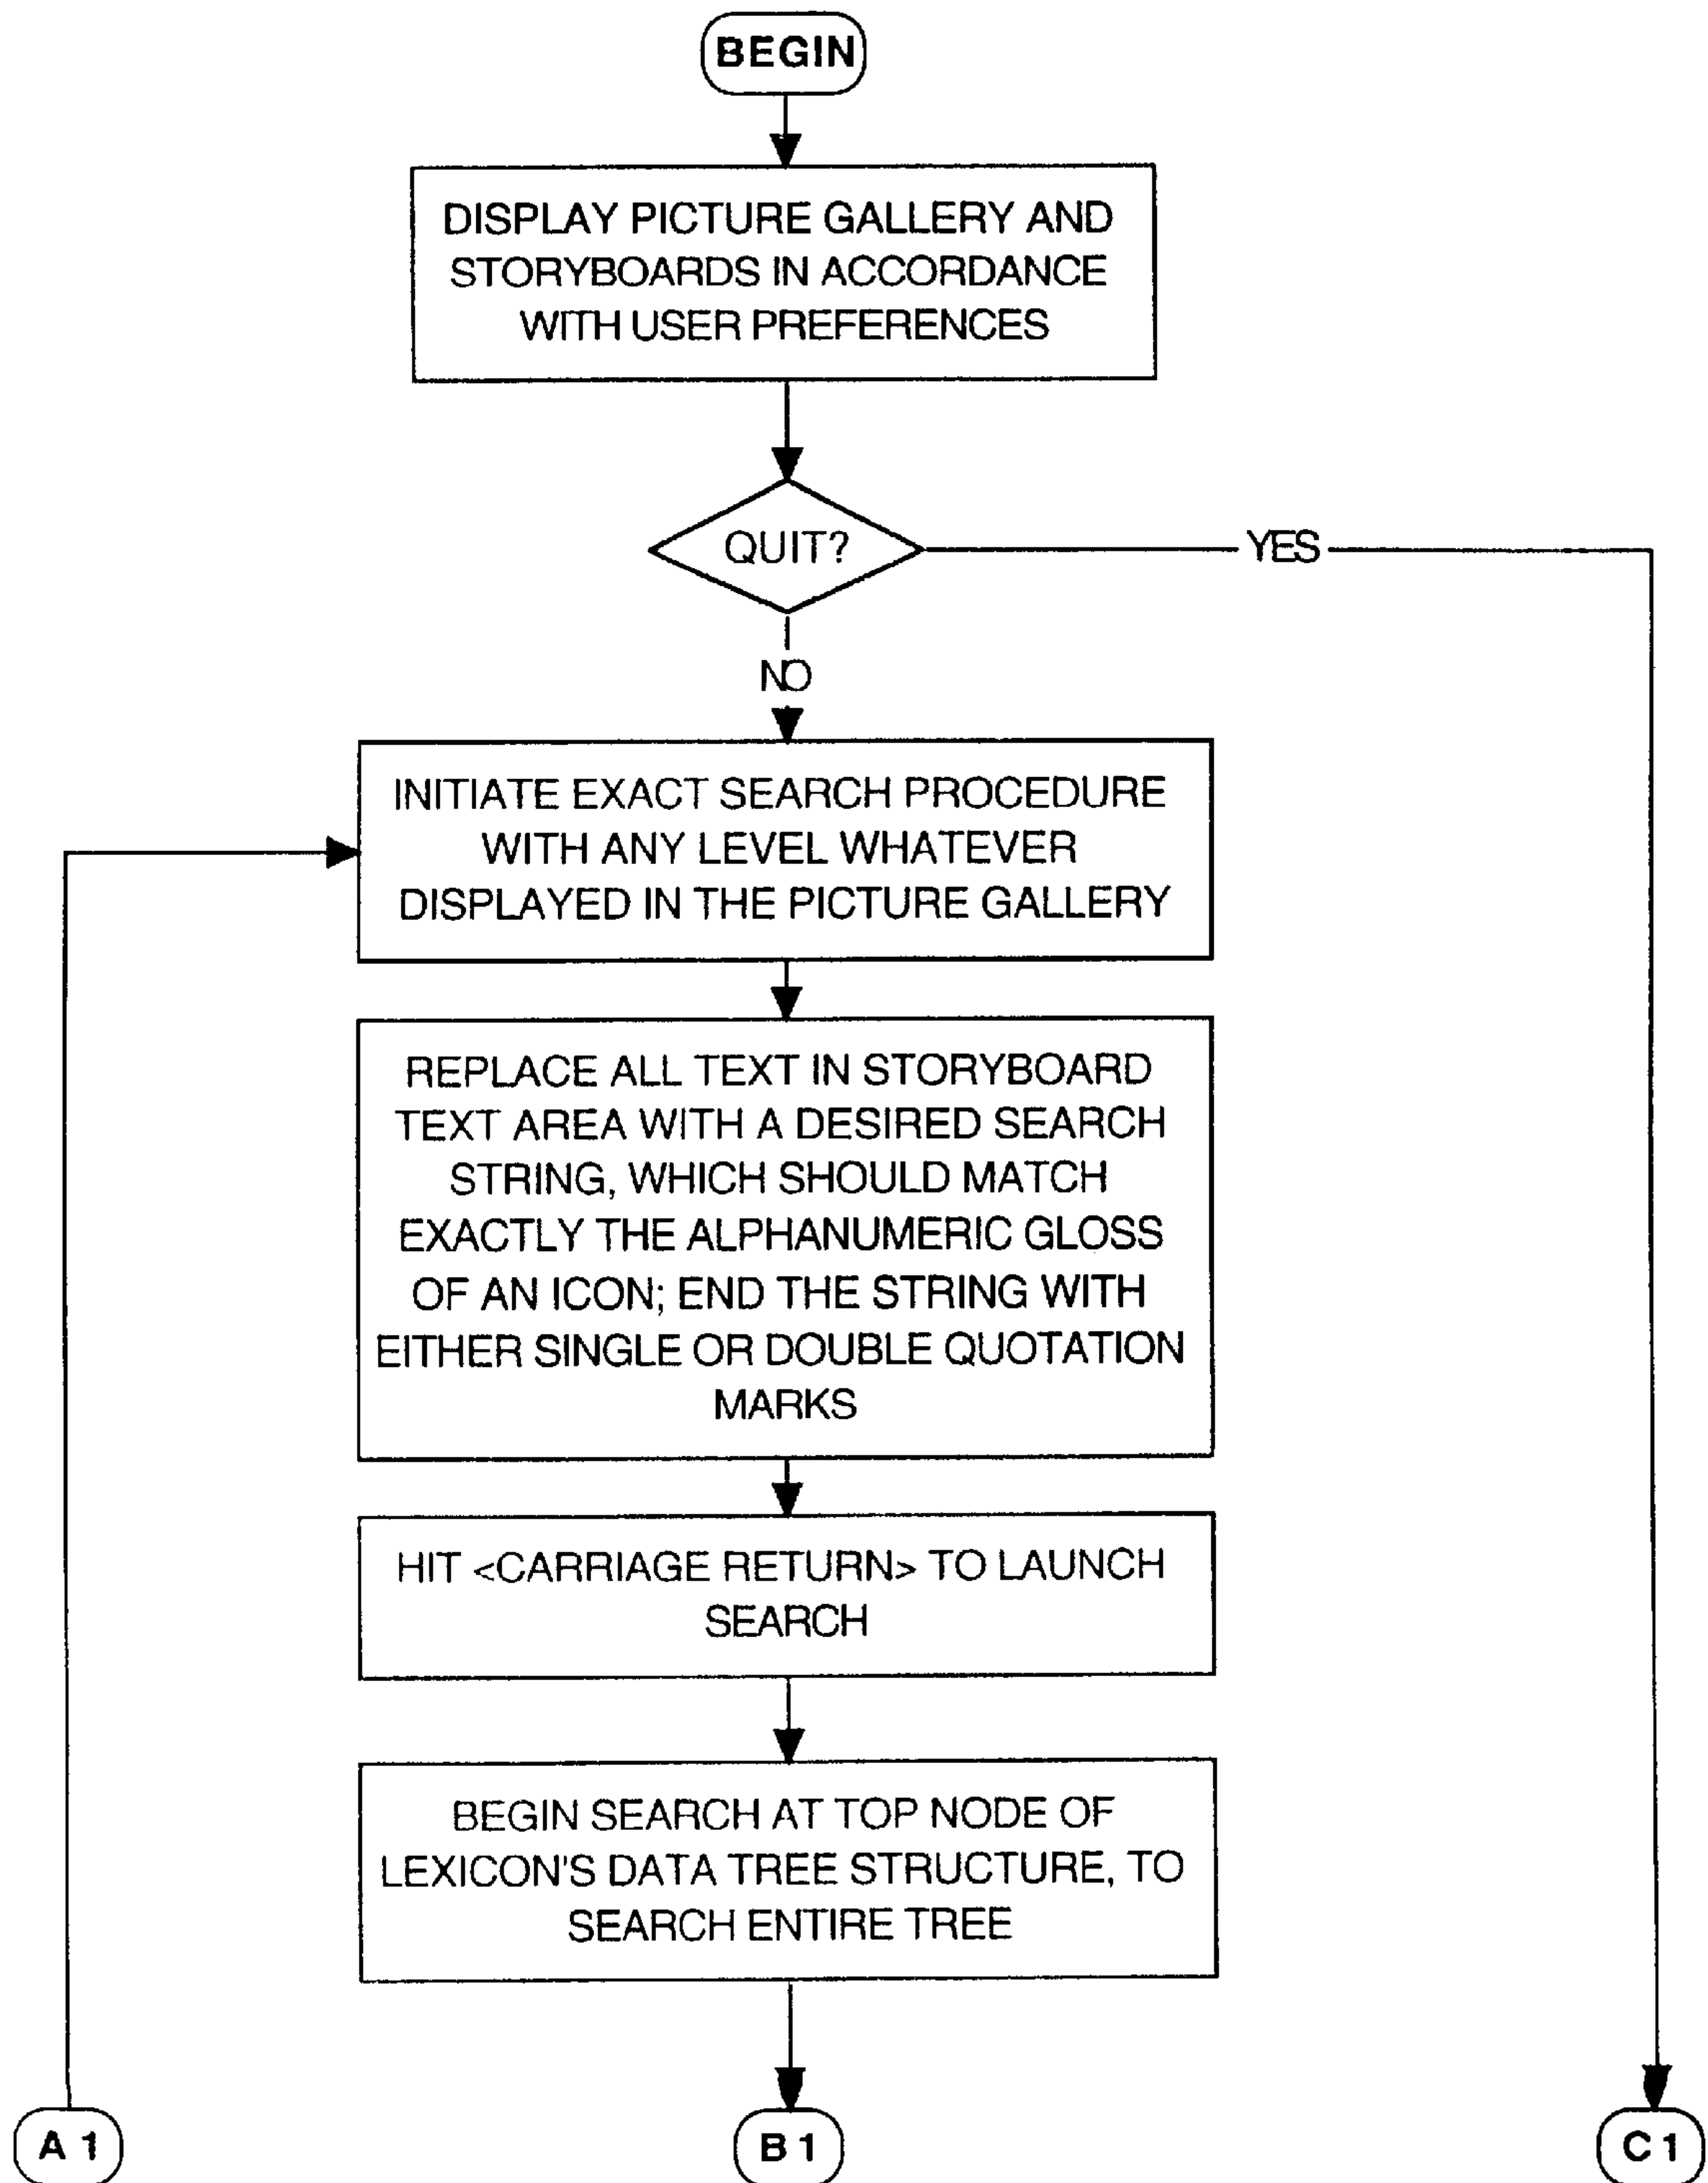 BEGIN
DISPLAY PICTURE GALLERY AND
STORYBOARDS IN ACCORDANCE
WITH USER PREFERENCES
QUIT?
YES
NO
INITIATE EXACT SEARCH PROCEDURE
WITH ANY LEVEL WHATEVER
DISPLAYED IN THE PICTURE GALLERY
REPLACE ALL TEXT IN STORYBOARD
TEXT AREA WITH A DESIRED SEARCH
STRING, WHICH SHOULD MATCH
EXACTLY THE ALPHANUMERIC GLOSS
OF AN ICON; END THE STRING WITH
EITHER SINGLE OR DOUBLE QUOTATION
MARKS
HIT <CARRIAGE RETURN> TO LAUNCH
SEARCH
BEGIN SEARCH AT TOP NODE OF
LEXICON'S DATA TREE STRUCTURE, TO
SEARCH ENTIRE TREE
A 1
B 1
C 1